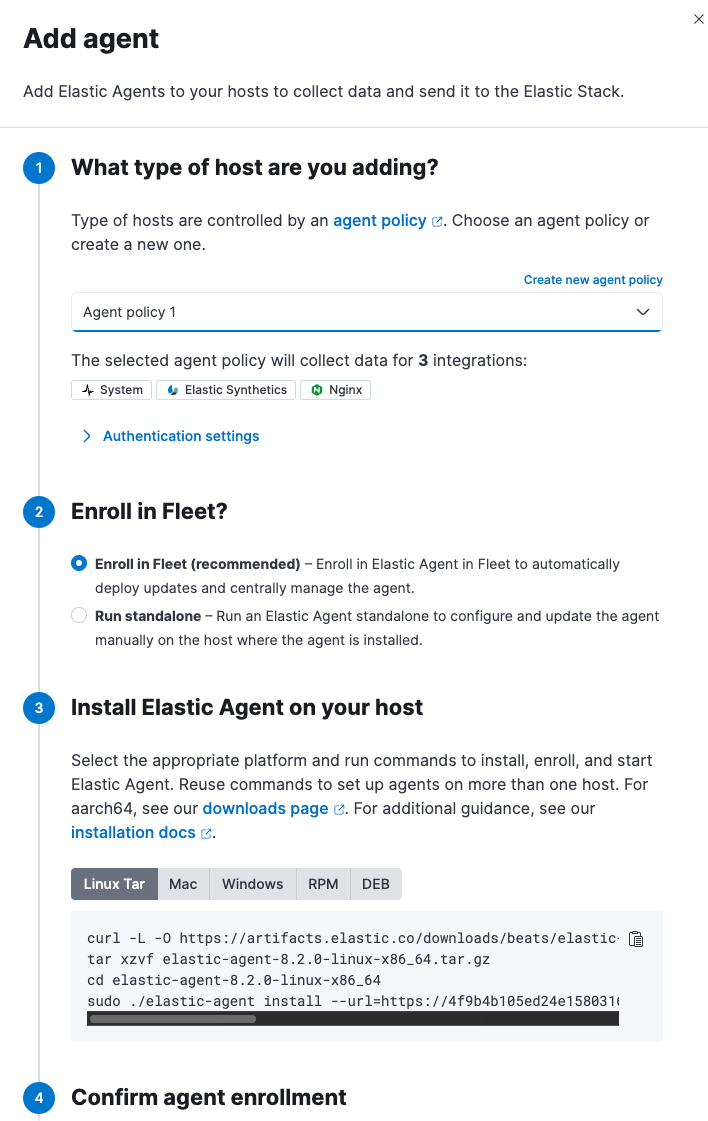 Add agent
Add Elastic Agents to your hosts to collect data and send it to the Elastic Stack.
1
What type of host are you adding?
Type of hosts are controlled by an agent policy. Choose an agent policy or
create a new one.
Create new agent policy
Agent policy 1
The selected agent policy will collect data for 3 integrations:
System Elastic Synthetics Nginx
Authentication settings
2
Enroll in Fleet?
Enroll in Fleet (recommended) – Enroll in Elastic Agent in Fleet to automatically
deploy updates and centrally manage the agent.
Run standalone – Run an Elastic Agent standalone to configure and update the agent
manually on the host where the agent is installed.
3
Install Elastic Agent on your host
Select the appropriate platform and run commands to install, enroll, and start
Elastic Agent. Reuse commands to set up agents on more than one host. For
aarch64, see our downloads page. For additional guidance, see our
installation docs.
Linux Tar Mac Windows RPM DEB
curl -L -O https://artifacts.elastic.co/downloads/beats/elastic-
tar xzvf elastic-agent-8.2.0-linux-x86_64.tar.gz
cd elastic-agent-8.2.0-linux-x86_64
sudo ./elastic-agent install --url=https://4f9b4b105ed24e1580316
4
Confirm agent enrollment